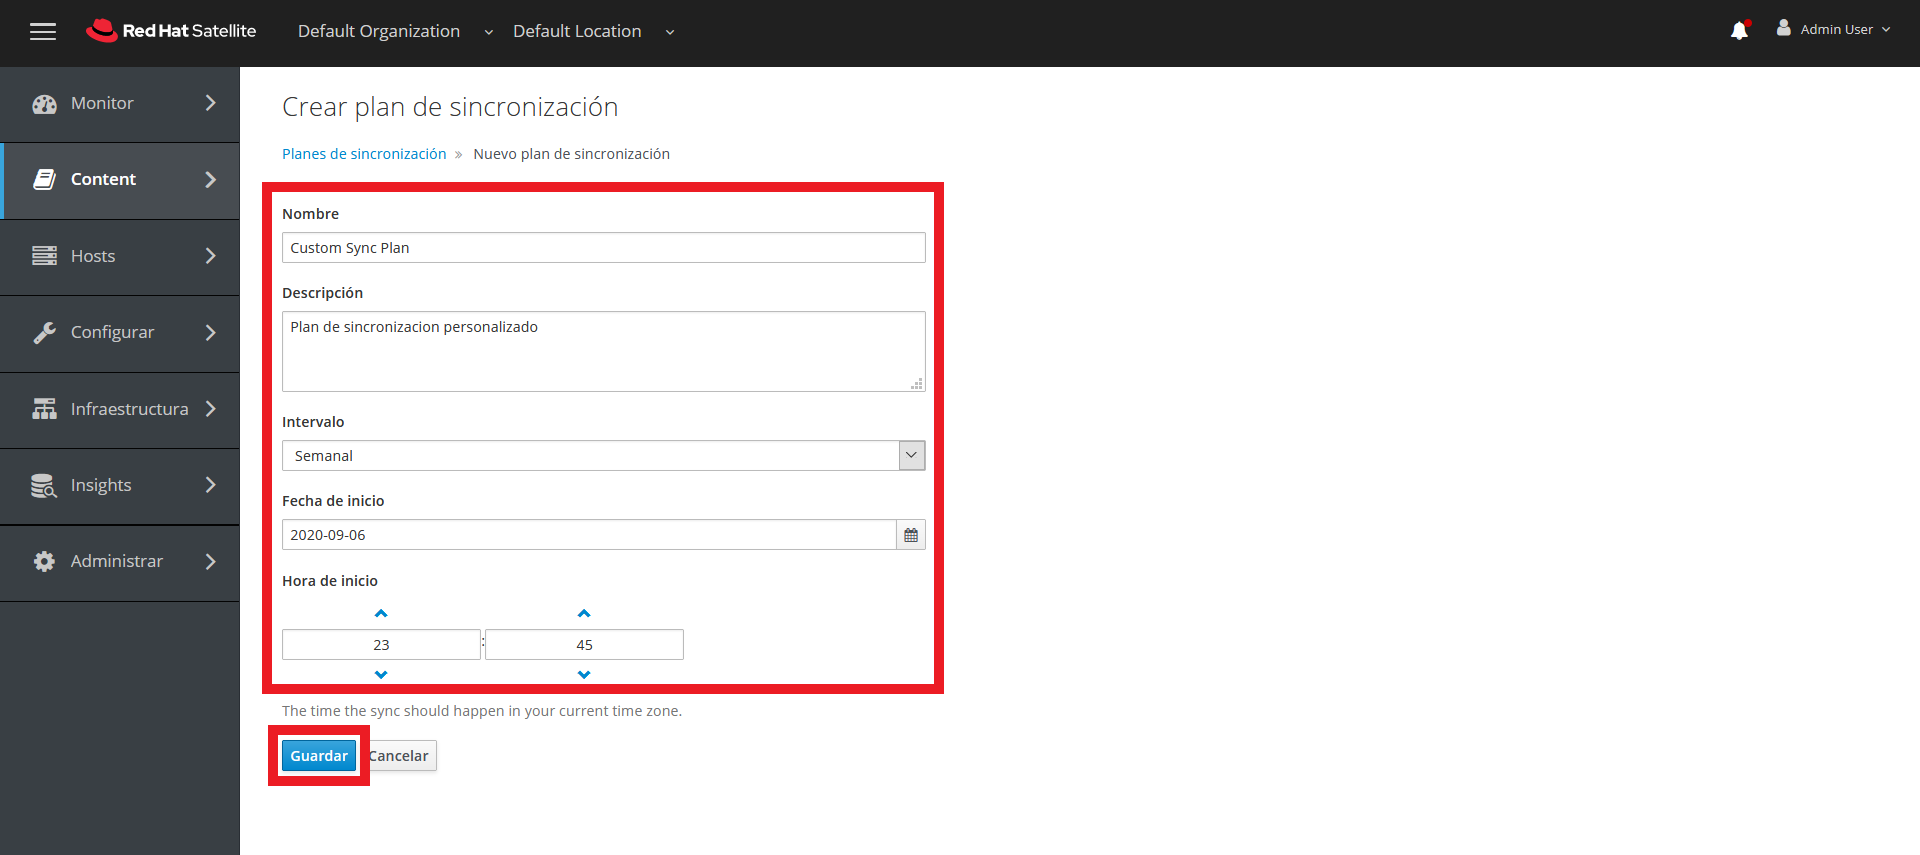 Red Hat Satellite
Default Organization
Default Location
Admin User
Monitor
Content
Hosts
Configurar
Infraestructura
Insights
Administrar
Crear plan de sincronización
Planes de sincronización » Nuevo plan de sincronización
Nombre
Custom Sync Plan
Descripción
Plan de sincronizacion personalizado
Intervalo
Semanal
Fecha de inicio
2020-09-06
Hora de inicio
23 : 45
The time the sync should happen in your current time zone.
Guardar Cancelar